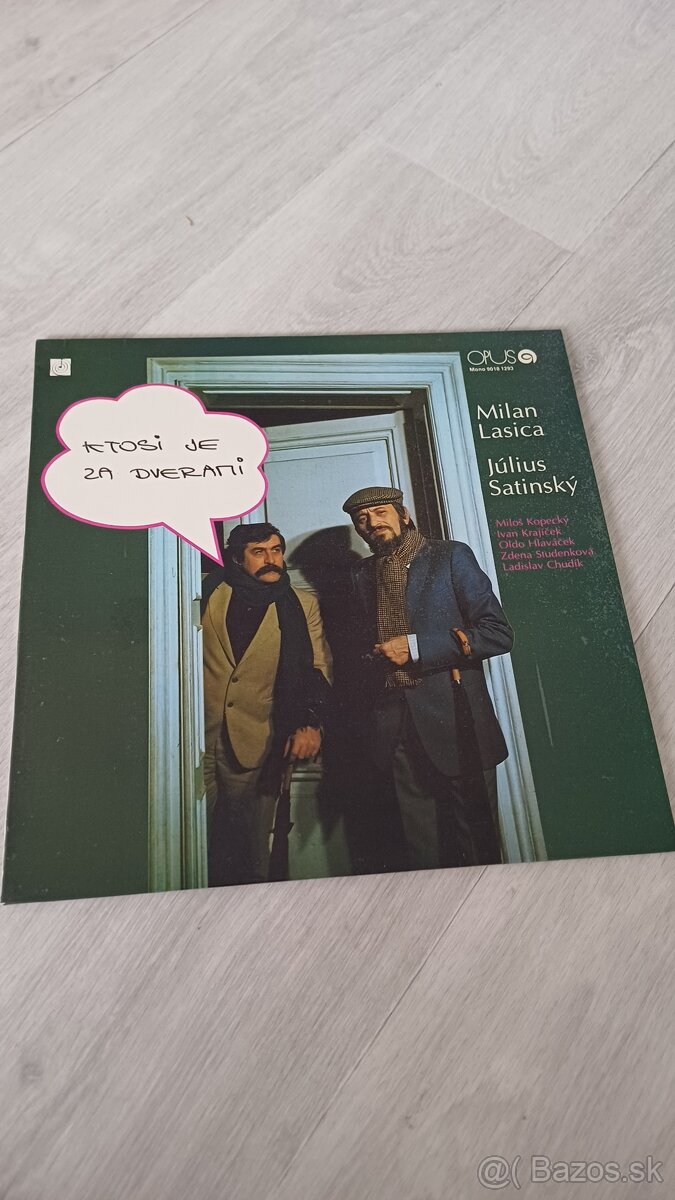 OPUS
Mono 9018 1293
KTOSI JE
ZA DVERAMI
Milan
Lasica
Július
Satinský
Miloš Kopecký
Ivan Krajíček
Oldo Hlaváček
Zdena Studenková
Ladislav Chudík
@( Bazos.sk